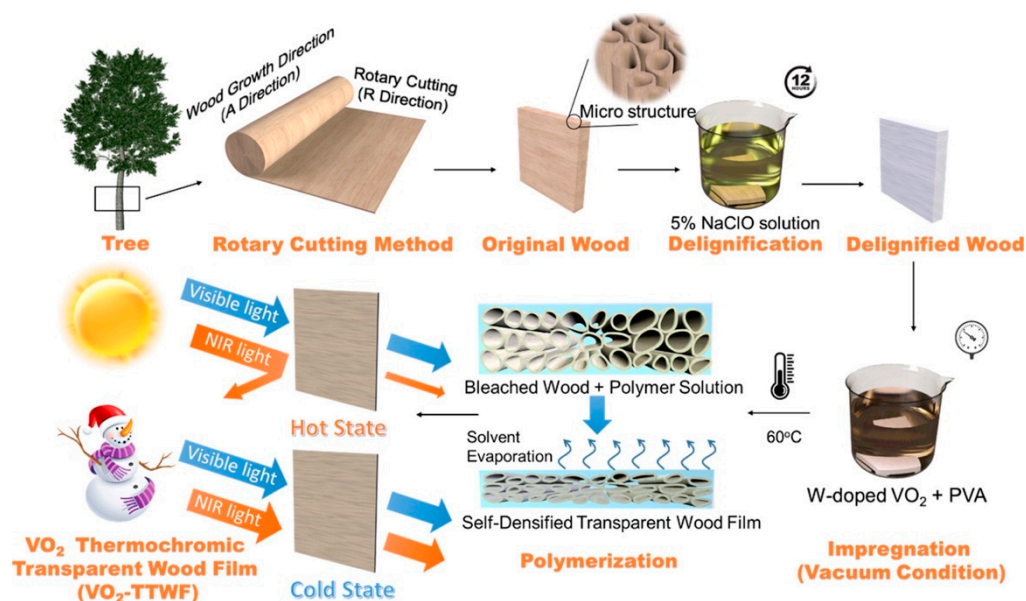 Wood Growth Direction
(A Direction)
Rotary Cutting
(R Direction)
Micro structure
12
HOURS
5% NaClO solution
Tree
Rotary Cutting Method
Original Wood
Delignification
Delignified Wood
Visible light
NIR light
Hot State
Bleached Wood + Polymer Solution
Solvent
Evaporation
60°C
Self-Densified Transparent Wood Film
W-doped VO₂ + PVA
Visible light
NIR light
VO₂ Thermochromic
Transparent Wood Film
(VO₂-TTWF)
Cold State
Polymerization
Impregnation
(Vacuum Condition)